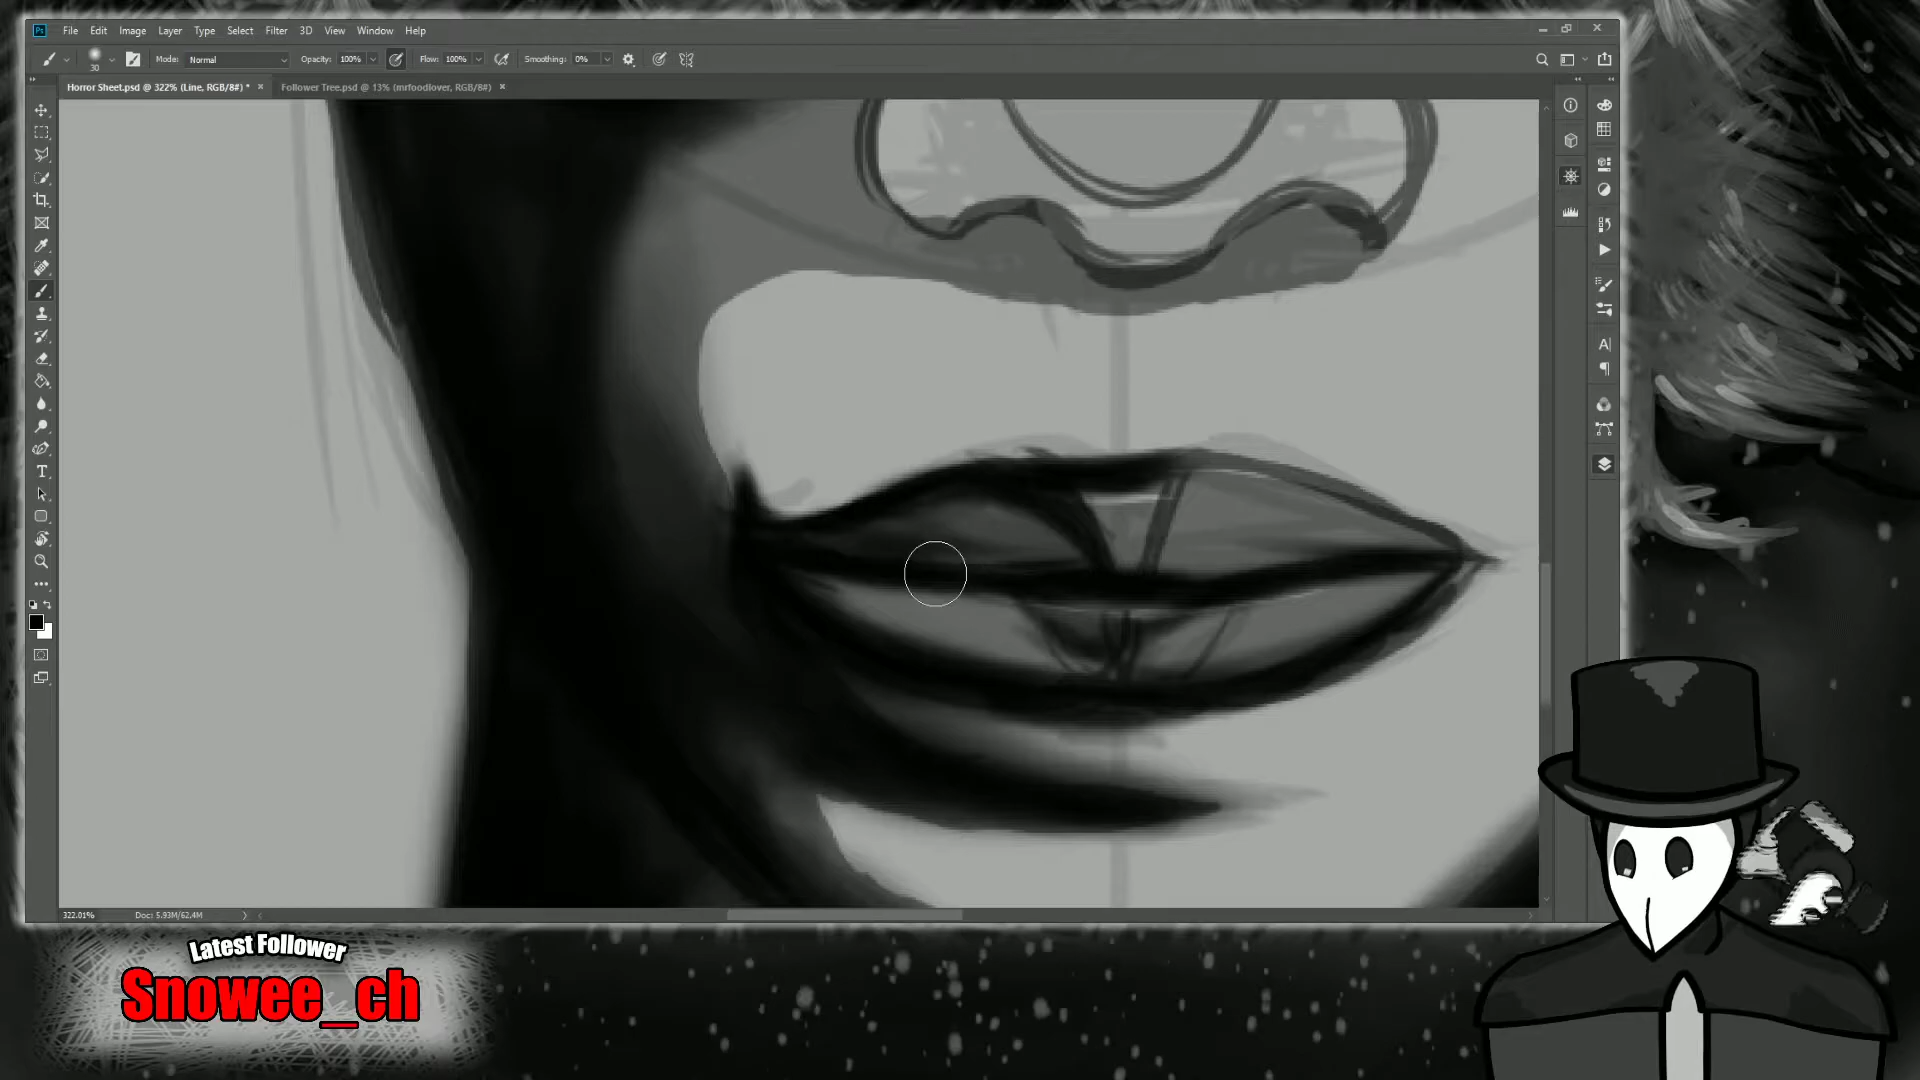 Ps File Edit Image Layer Type Select Filter 3D View Window Help
30 Mode: Normal Opacity: 100% Flow: 100% Smoothing: 0%
Horror Sheet.psd @ 322% (Line, RGB/8#) * × Follower Tree.psd @ 13% (mrfoodlover, RGB/8#) ×
322.01% Doc: 5.93M/62.4M
Latest Follower
Snowee_ch